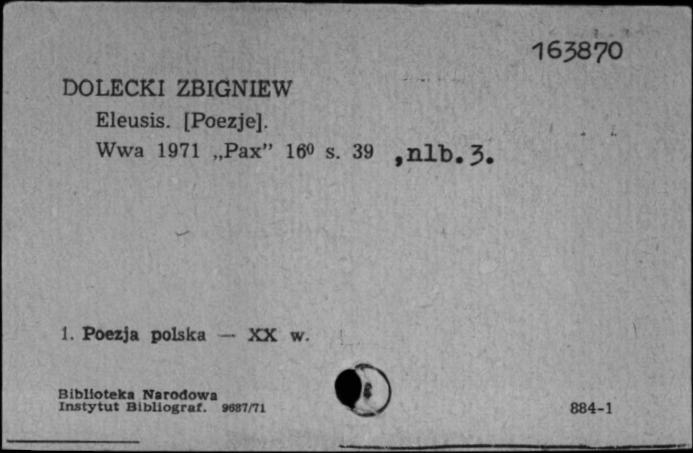 163870
DOLECKI ZBIGNIEW
Eleusis. [Poezje].
Wwa 1971 „Pax” 16⁰ s. 39 ,nlb.3.
1. Poezja polska — XX w.
Biblioteka Narodowa
Instytut Bibliograf. 9687/71
884-1